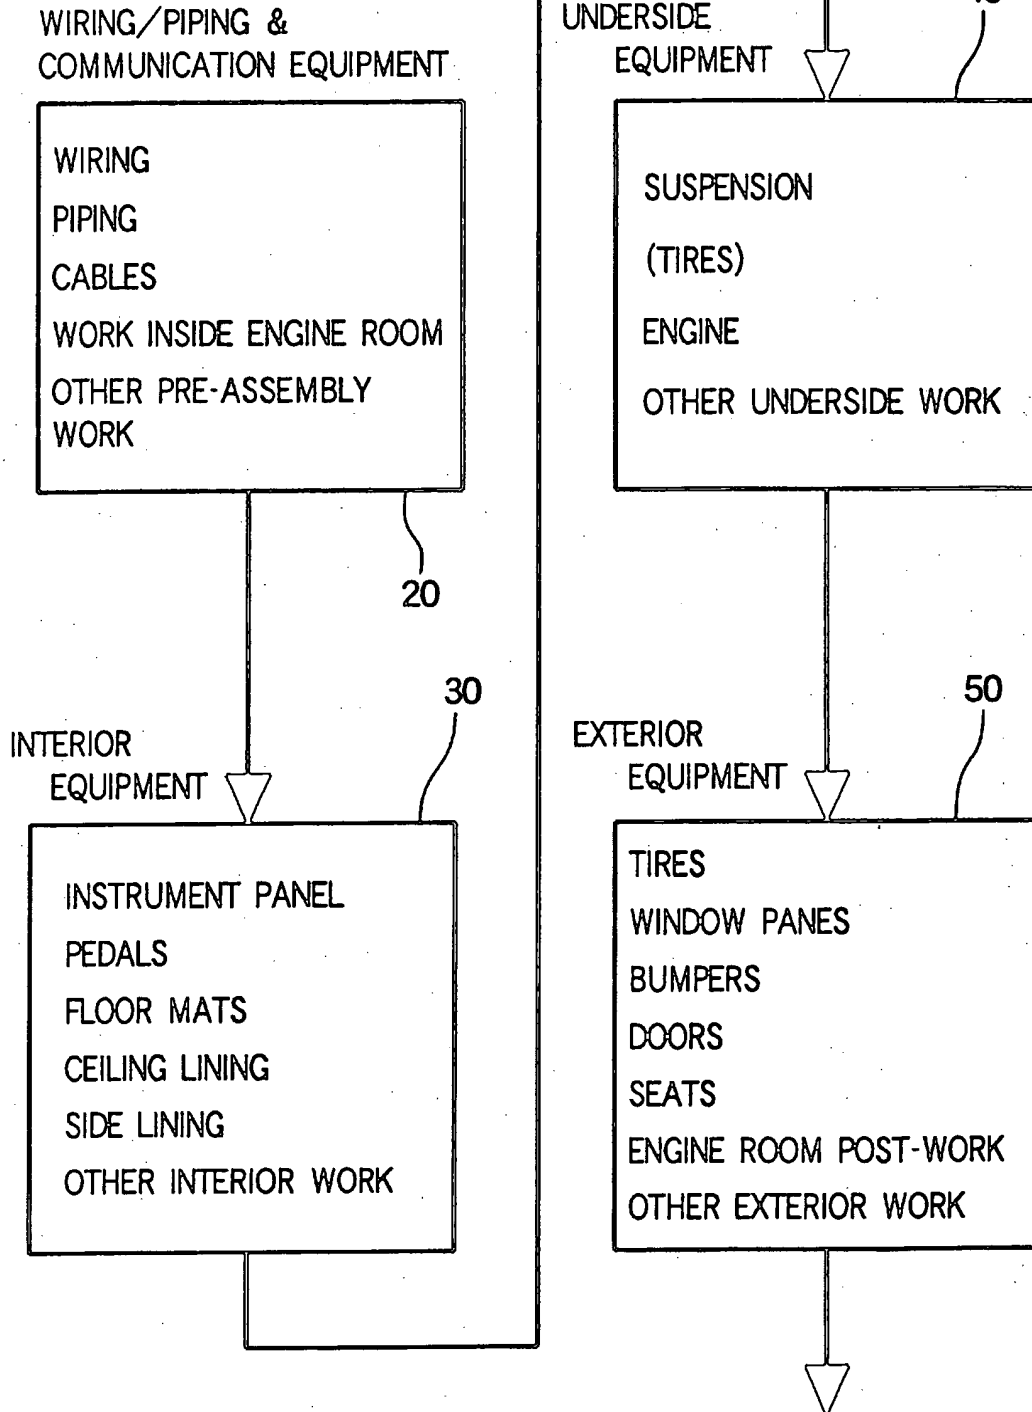 WIRING/PIPING &
COMMUNICATION EQUIPMENT
WIRING
PIPING
CABLES
WORK INSIDE ENGINE ROOM
OTHER PRE-ASSEMBLY
WORK
20
30
INTERIOR
EQUIPMENT
INSTRUMENT PANEL
PEDALS
FLOOR MATS
CEILING LINING
SIDE LINING
OTHER INTERIOR WORK
UNDERSIDE
EQUIPMENT
SUSPENSION
(TIRES)
ENGINE
OTHER UNDERSIDE WORK
50
EXTERIOR
EQUIPMENT
TIRES
WINDOW PANES
BUMPERS
DOORS
SEATS
ENGINE ROOM POST-WORK
OTHER EXTERIOR WORK